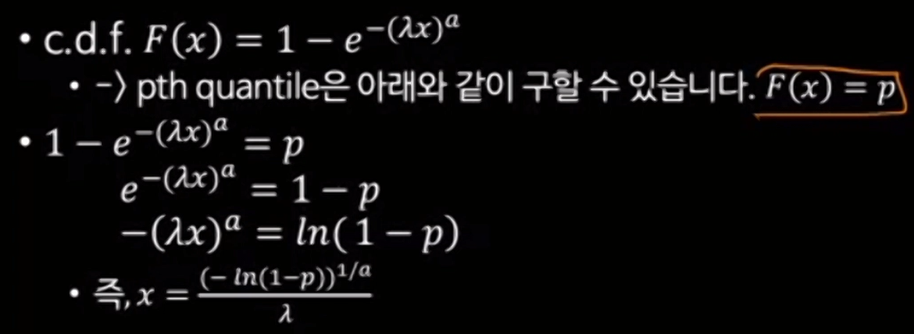 • c.d.f. F(x) = 1 − e^{−(λx)^a}
• -> pth quantile은 아래와 같이 구할 수 있습니다. F(x) = p
• 1 − e^{−(λx)^a} = p
e^{−(λx)^a} = 1 − p
−(λx)^a = ln( 1 − p)
• 즉, x = (− ln(1−p))^{1/a} / λ